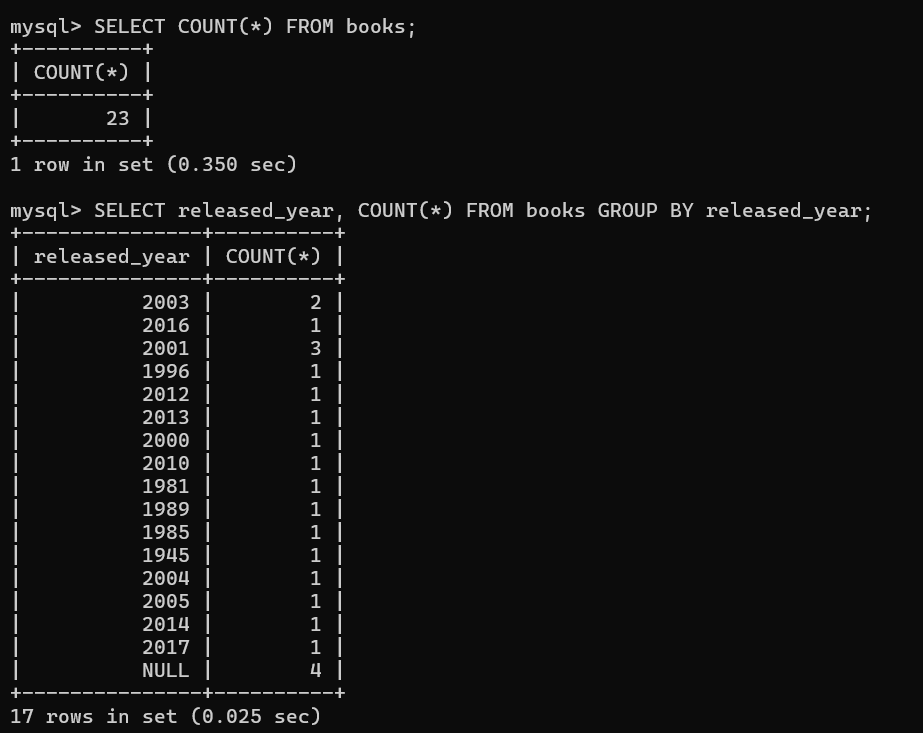 mysql> SELECT COUNT(*) FROM books;
+----------+
| COUNT(*) |
+----------+
|       23 |
+----------+
1 row in set (0.350 sec)

mysql> SELECT released_year, COUNT(*) FROM books GROUP BY released_year;
+---------------+----------+
| released_year | COUNT(*) |
+---------------+----------+
|          2003 |        2 |
|          2016 |        1 |
|          2001 |        3 |
|          1996 |        1 |
|          2012 |        1 |
|          2013 |        1 |
|          2000 |        1 |
|          2010 |        1 |
|          1981 |        1 |
|          1989 |        1 |
|          1985 |        1 |
|          1945 |        1 |
|          2004 |        1 |
|          2005 |        1 |
|          2014 |        1 |
|          2017 |        1 |
|          NULL |        4 |
+---------------+----------+
17 rows in set (0.025 sec)